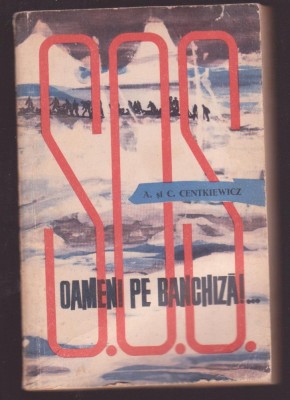 S.O.S.
A. și C. CENTKIEWICZ
OAMENI PE BANCHIZĂ!...